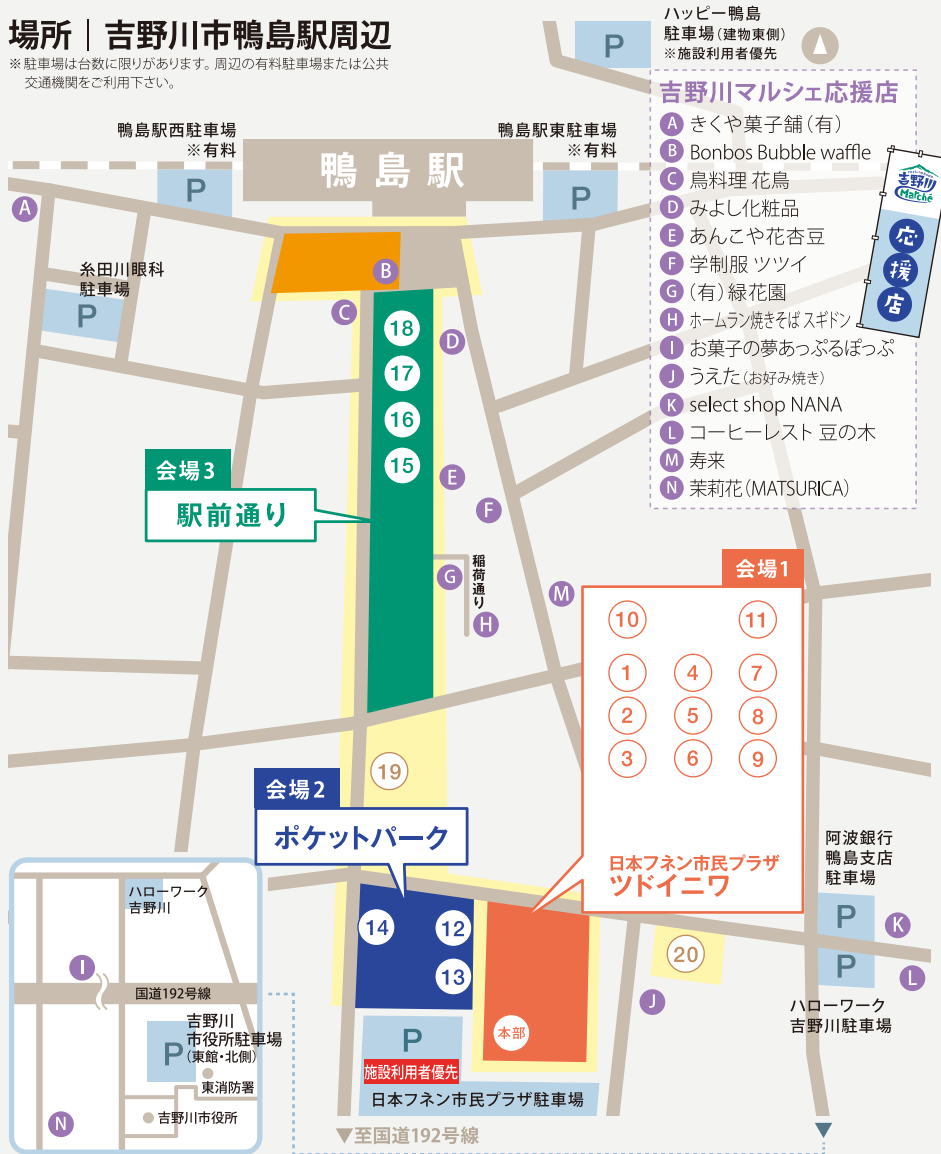 場所｜吉野川市鴨島駅周辺
※駐車場は台数に限りがあります。周辺の有料駐車場または公共
交通機関をご利用下さい。
ハッピー鴨島
駐車場(建物東側)
※施設利用者優先
P
吉野川マルシェ応援店
A きくや菓子舗(有)
B Bonbos Bubble waffle
C 鳥料理 花鳥
D みよし化粧品
E あんこや花杏豆
F 学制服 ツツイ
G (有)緑花園
H ホームラン焼きそば スギドン
I お菓子の夢あっぷるぽっぷ
J うえた(お好み焼き)
K select shop NANA
L コーヒーレスト 豆の木
M 寿来
N 茉莉花(MATSURICA)
吉野川
Marché
応
援
店
鴨島駅西駐車場
※有料
P
鴨島駅
鴨島駅東駐車場
※有料
P
A
糸田川眼科
駐車場
P
B
C
D
18
17
16
15
E
F
会場3
駅前通り
稲荷通り
G
H
M
会場1
10 11
1 4 7
2 5 8
3 6 9
日本フネン市民プラザ
ツドイニワ
19
会場2
ポケットパーク
14
12
13
本部
20
J
阿波銀行
鴨島支店
駐車場
P
K
P
L
ハローワーク
吉野川駐車場
P
施設利用者優先
日本フネン市民プラザ駐車場
▼至国道192号線
ハローワーク
吉野川
I
国道192号線
吉野川
市役所駐車場
(東館・北側)
P
東消防署
吉野川市役所
N